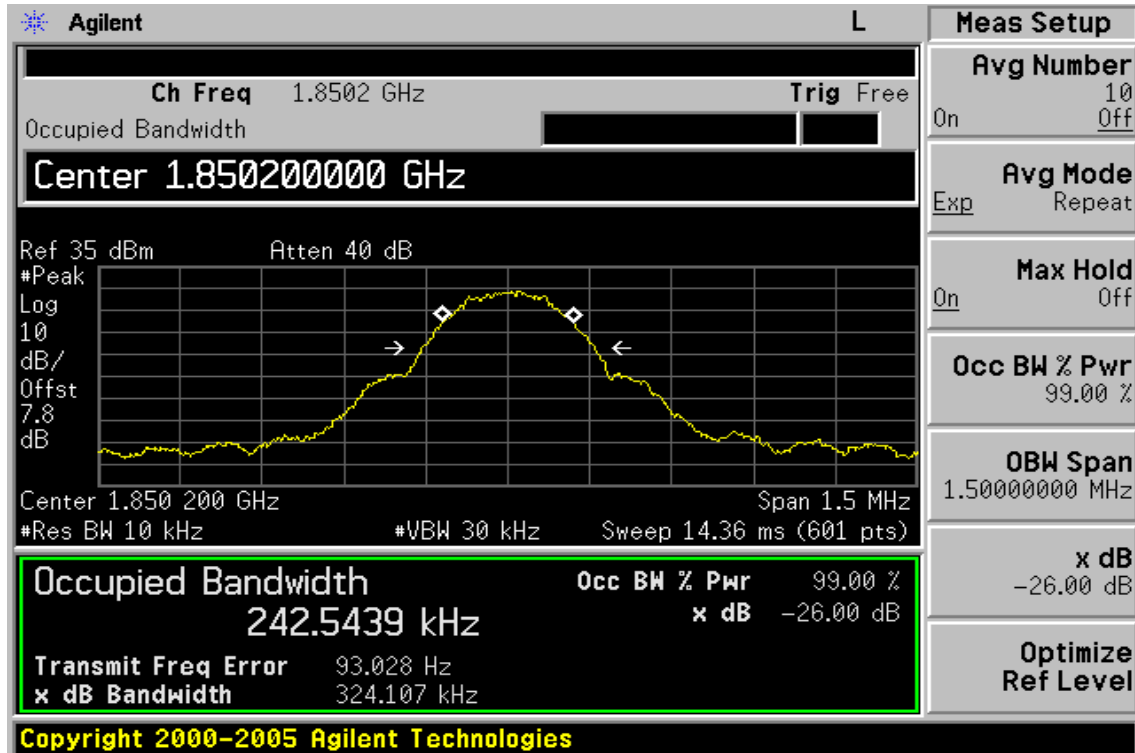 Agilent L
Ch Freq 1.8502 GHz Trig Free
Occupied Bandwidth
Center 1.850200000 GHz
Ref 35 dBm Atten 40 dB
#Peak
Log
10
dB/
Offst
7.8
dB
Center 1.850 200 GHz Span 1.5 MHz
#Res BW 10 kHz #VBW 30 kHz Sweep 14.36 ms (601 pts)
Occupied Bandwidth Occ BW % Pwr 99.00 %
242.5439 kHz x dB -26.00 dB
Transmit Freq Error 93.028 Hz
x dB Bandwidth 324.107 kHz
Copyright 2000-2005 Agilent Technologies
Meas Setup
Avg Number
10
On Off
Avg Mode
Exp Repeat
Max Hold
On Off
Occ BW % Pwr
99.00 %
OBW Span
1.50000000 MHz
x dB
-26.00 dB
Optimize
Ref Level